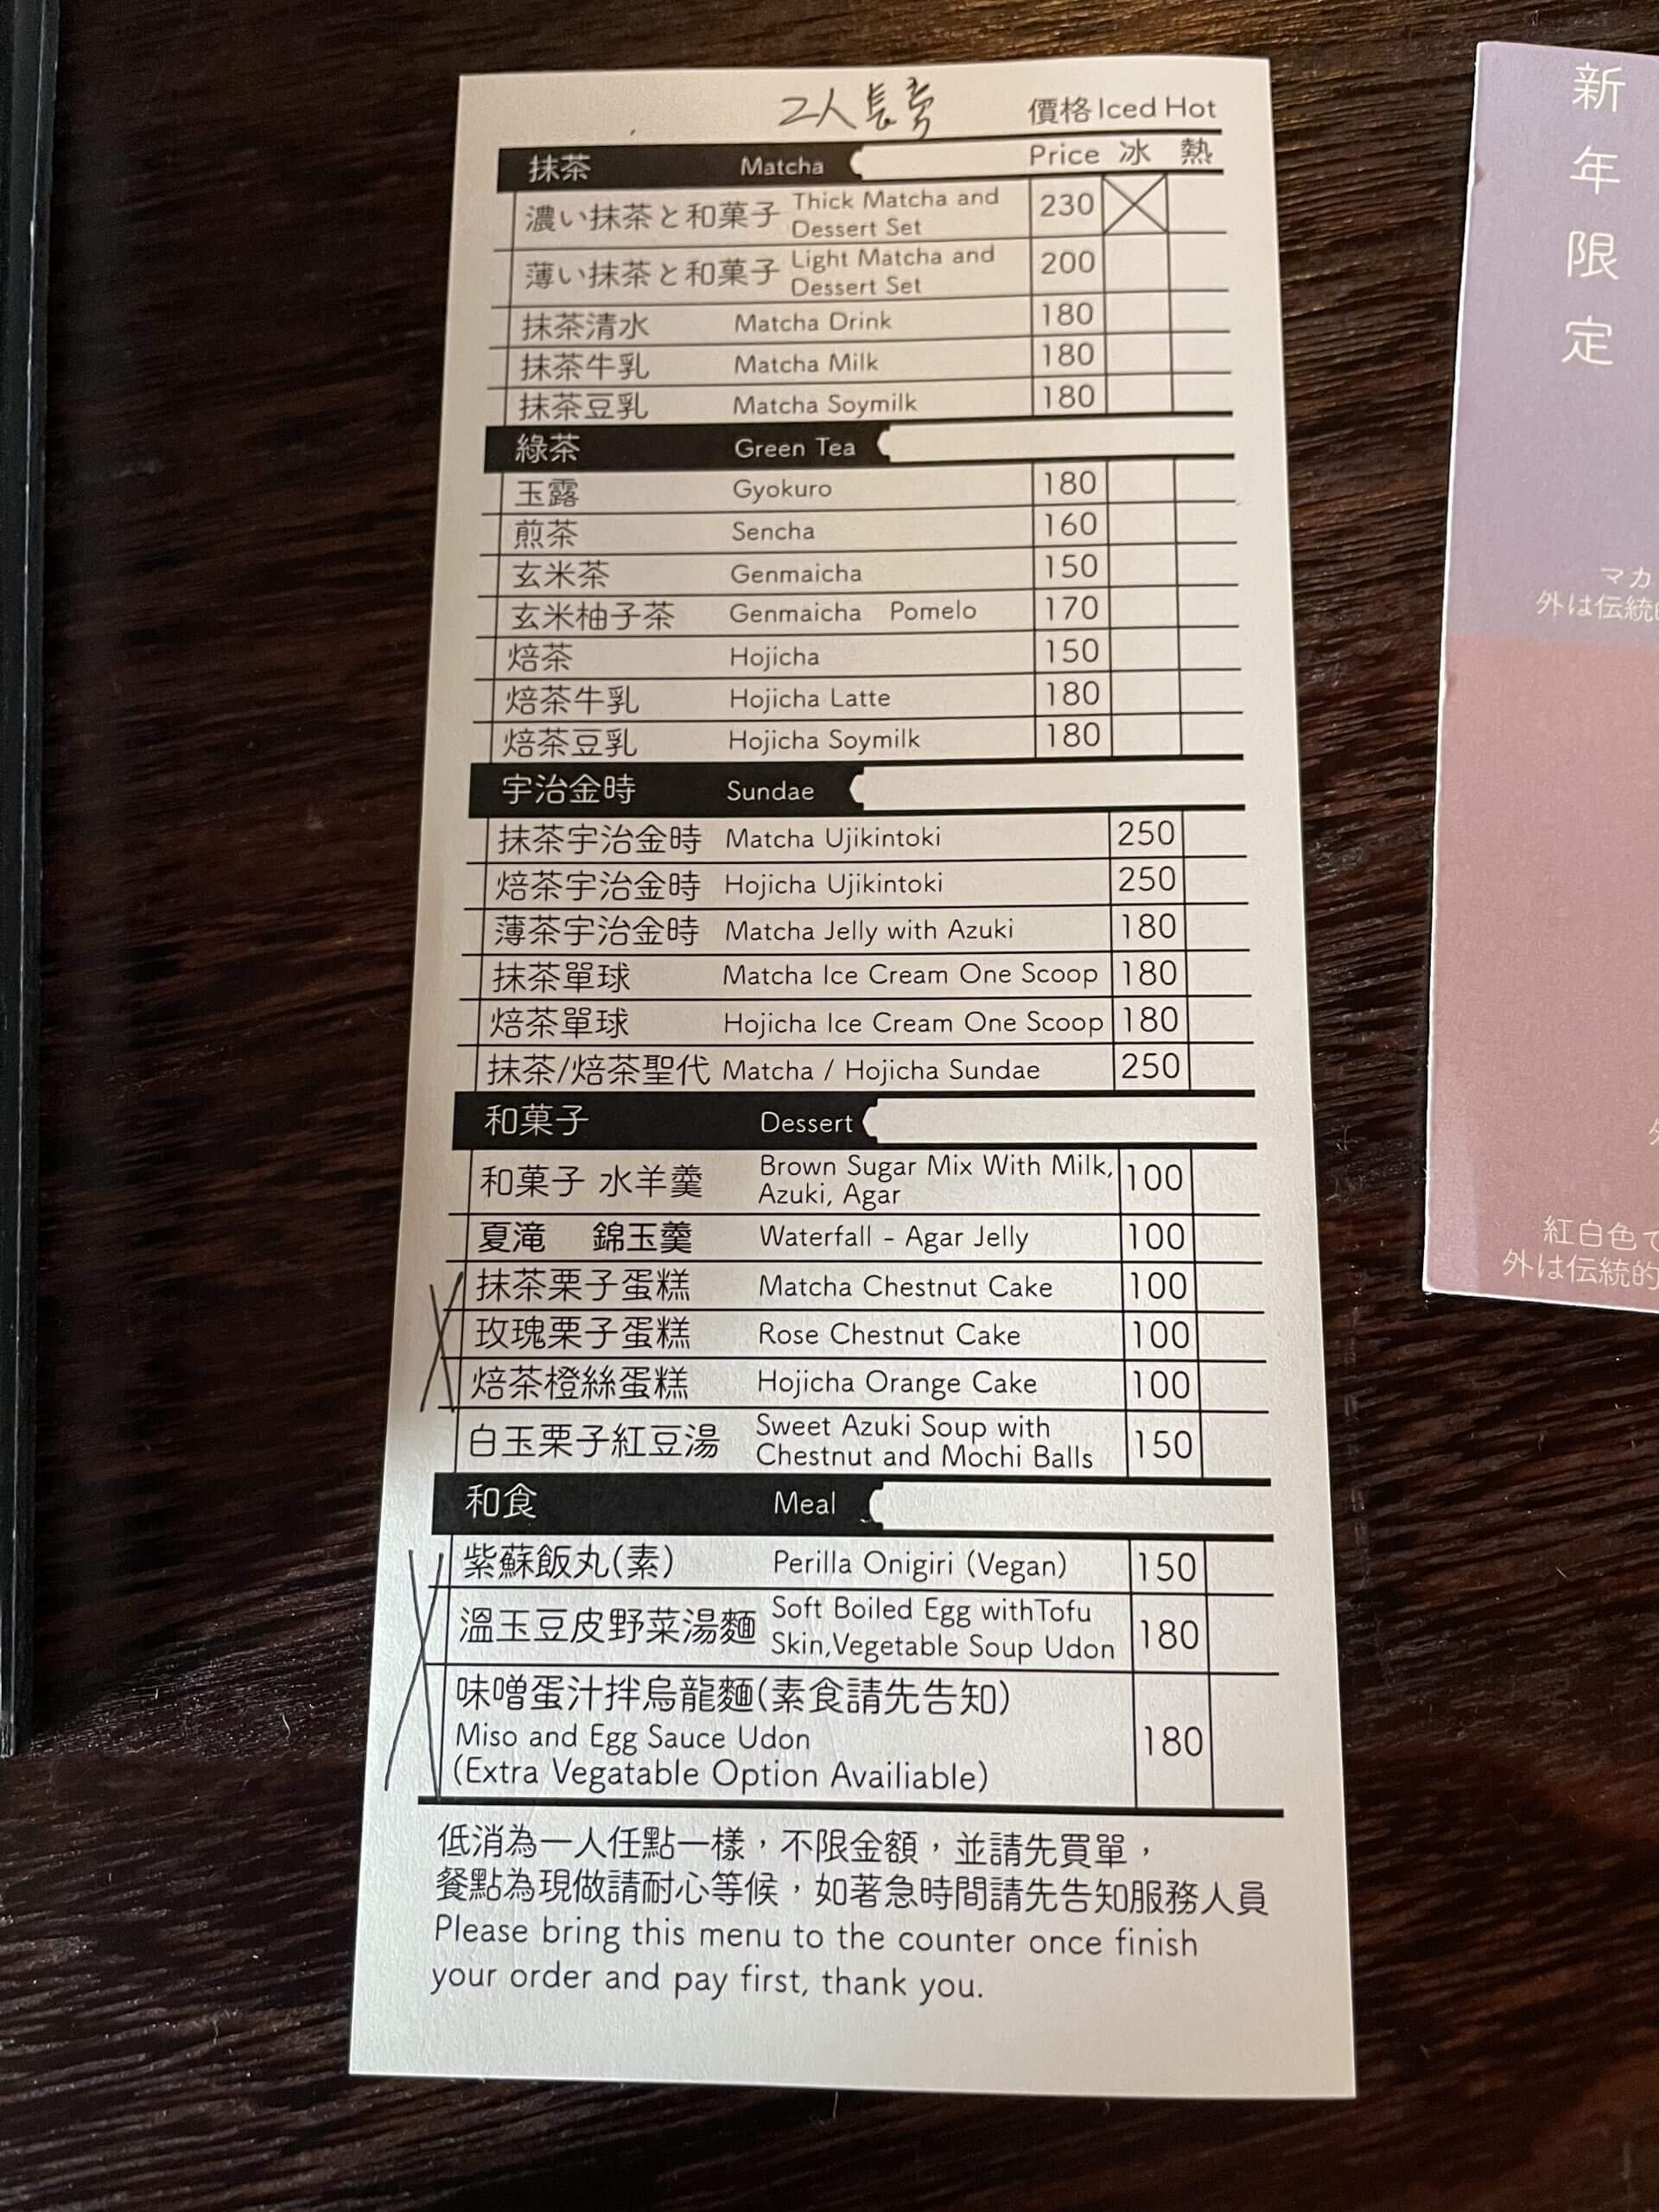 2人長旁
價格 Iced Hot
Price 冰 熱
抹茶 Matcha
濃い抹茶と和菓子 Thick Matcha and Dessert Set 230
薄い抹茶と和菓子 Light Matcha and Dessert Set 200
抹茶清水 Matcha Drink 180
抹茶牛乳 Matcha Milk 180
抹茶豆乳 Matcha Soymilk 180
綠茶 Green Tea
玉露 Gyokuro 180
煎茶 Sencha 160
玄米茶 Genmaicha 150
玄米柚子茶 Genmaicha Pomelo 170
焙茶 Hojicha 150
焙茶牛乳 Hojicha Latte 180
焙茶豆乳 Hojicha Soymilk 180
宇治金時 Sundae
抹茶宇治金時 Matcha Ujikintoki 250
焙茶宇治金時 Hojicha Ujikintoki 250
薄茶宇治金時 Matcha Jelly with Azuki 180
抹茶單球 Matcha Ice Cream One Scoop 180
焙茶單球 Hojicha Ice Cream One Scoop 180
抹茶/焙茶聖代 Matcha / Hojicha Sundae 250
和菓子 Dessert
和菓子 水羊羹 Brown Sugar Mix With Milk, Azuki, Agar 100
夏滝 錦玉羹 Waterfall - Agar Jelly 100
抹茶栗子蛋糕 Matcha Chestnut Cake 100
玫瑰栗子蛋糕 Rose Chestnut Cake 100
焙茶橙絲蛋糕 Hojicha Orange Cake 100
白玉栗子紅豆湯 Sweet Azuki Soup with Chestnut and Mochi Balls 150
和食 Meal
紫蘇飯丸(素) Perilla Onigiri (Vegan) 150
溫玉豆皮野菜湯麵 Soft Boiled Egg withTofu Skin,Vegetable Soup Udon 180
味噌蛋汁拌烏龍麵(素食請先告知)
Miso and Egg Sauce Udon 180
(Extra Vegatable Option Availiable)
低消為一人任點一樣，不限金額，並請先買單，
餐點為現做請耐心等候，如著急時間請先告知服務人員
Please bring this menu to the counter once finish
your order and pay first, thank you.
新年限定
マカ
外は伝統
紅白色で
外は伝統的